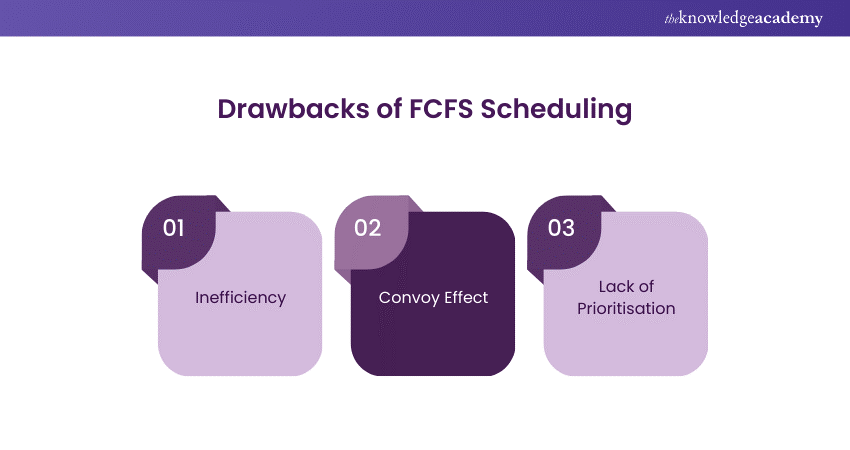 theknowledgeacademy
Drawbacks of FCFS Scheduling
01
Inefficiency
02
Convoy Effect
03
Lack of
Prioritisation